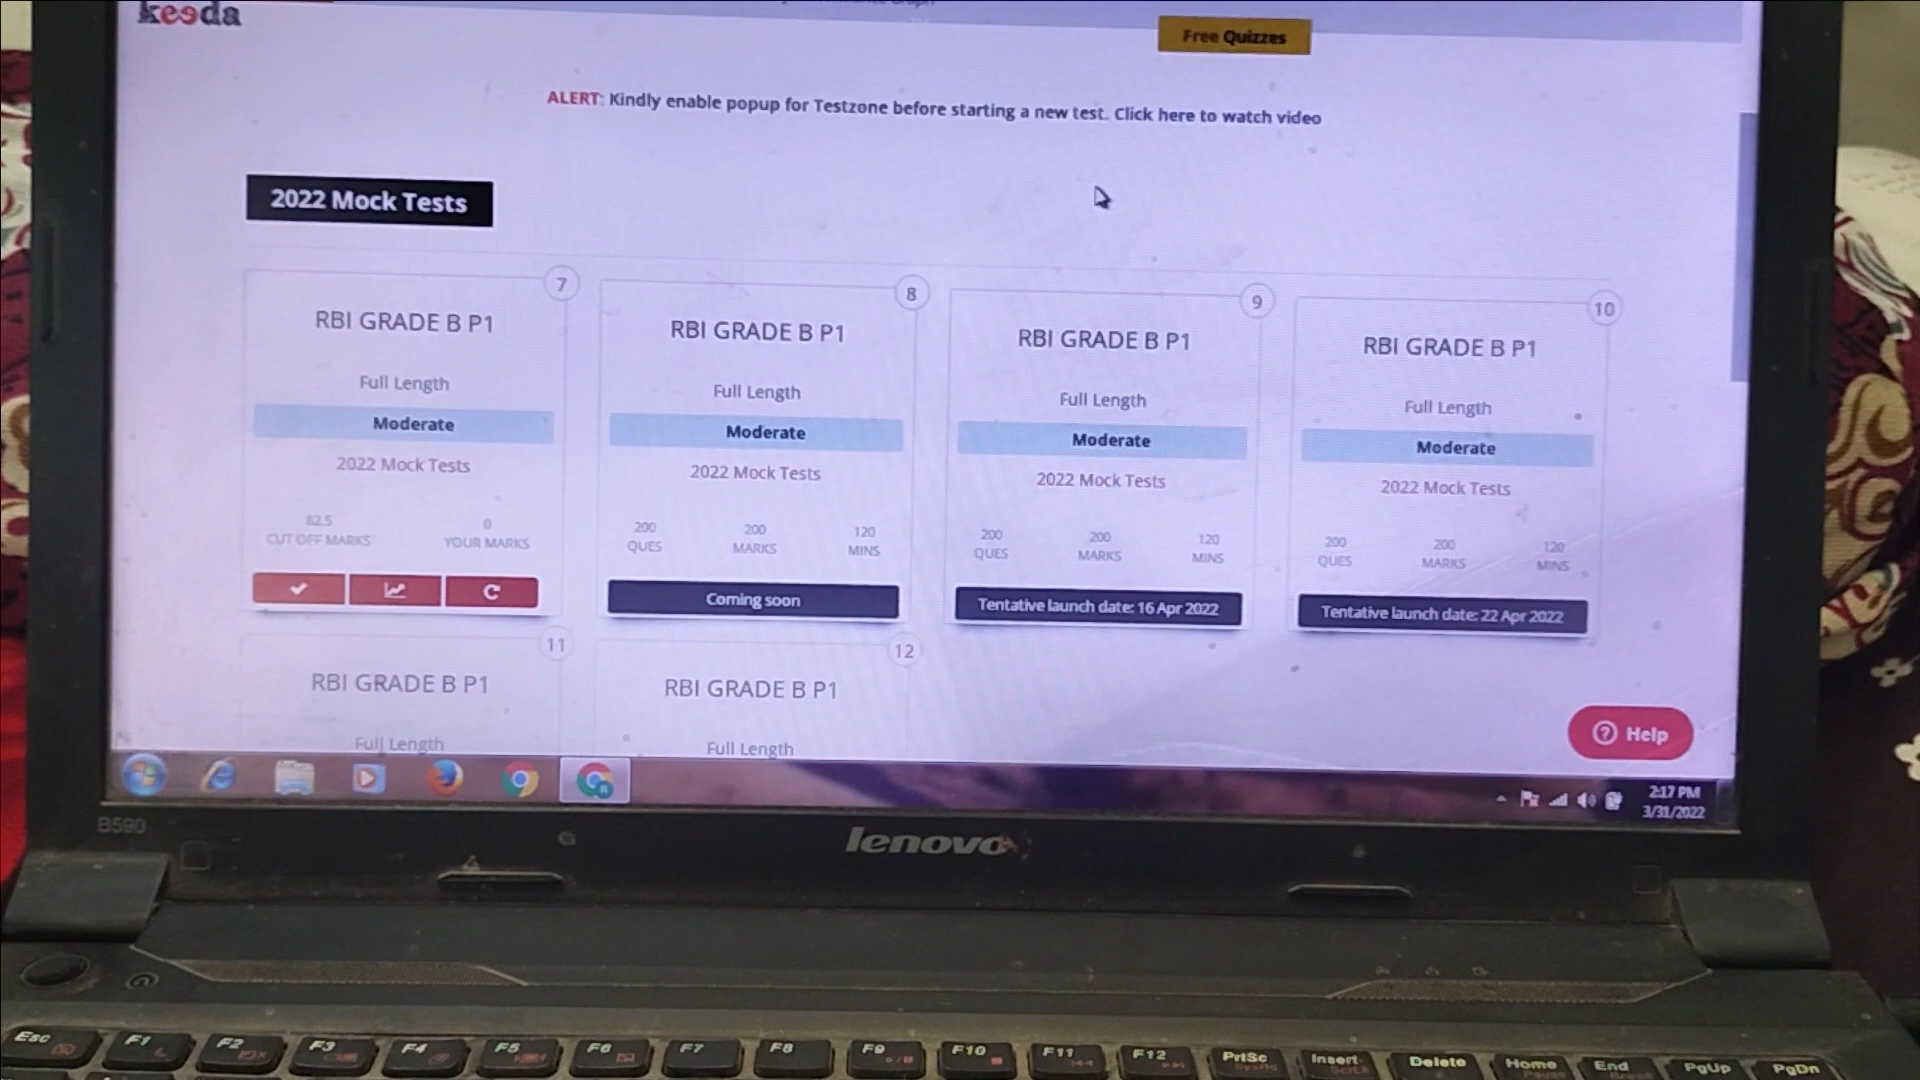 keeda
Free Quizzes
ALERT: Kindly enable popup for Testzone before starting a new test. Click here to watch video
2022 Mock Tests
7
RBI GRADE B P1
Full Length
Moderate
2022 Mock Tests
82.5
CUT OFF MARKS
0
YOUR MARKS
8
RBI GRADE B P1
Full Length
Moderate
2022 Mock Tests
200
QUES
200
MARKS
120
MINS
Coming soon
9
RBI GRADE B P1
Full Length
Moderate
2022 Mock Tests
200
QUES
200
MARKS
120
MINS
Tentative launch date: 16 Apr 2022
10
RBI GRADE B P1
Full Length
Moderate
2022 Mock Tests
200
QUES
200
MARKS
120
MINS
Tentative launch date: 22 Apr 2022
11
RBI GRADE B P1
Full Length
12
RBI GRADE B P1
Full Length
Help
2:17 PM
3/31/2022
B590
lenovo
Esc F1 F2 F3 F4 F5 F6 F7 F8 F9 F10 F11 F12 PrtSc Insert Delete Home End PgUp PgDn